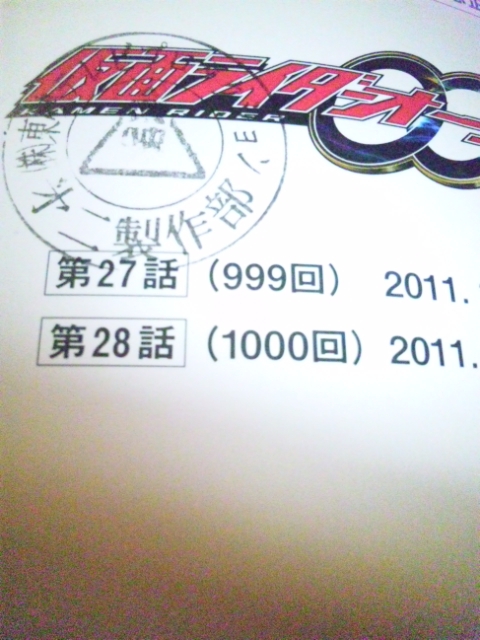 仮面ライダーオー
KAMEN RIDER
製作部
第27話 (999回) 2011.
第28話 (1000回) 2011.